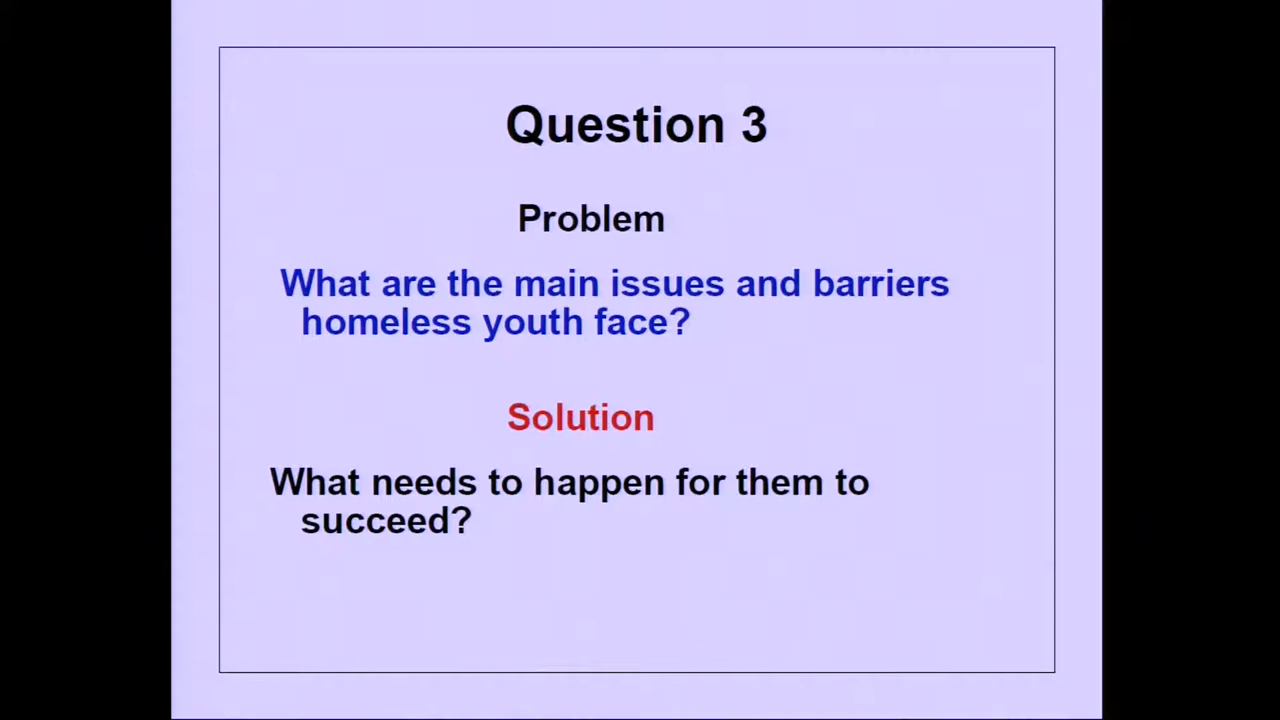 Question 3
Problem
What are the main issues and barriers
homeless youth face?
Solution
What needs to happen for them to
succeed?